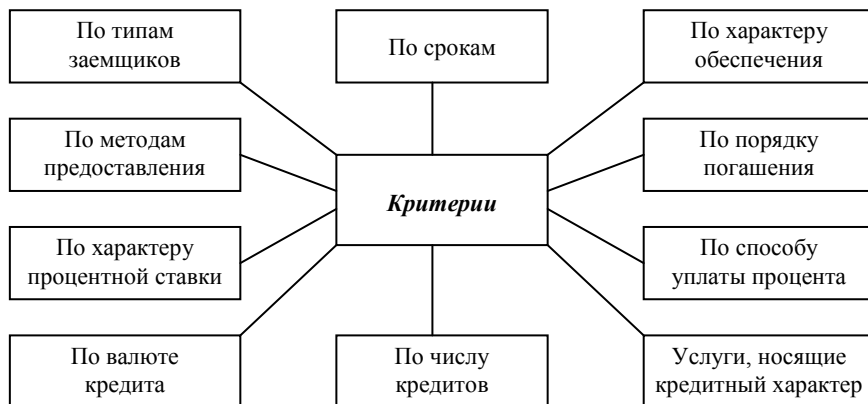 По типам
заемщиков
По срокам
По характеру
обеспечения
По методам
предоставления
По порядку
погашения
Критерии
По характеру
процентной ставки
По способу
уплаты процента
По валюте
кредита
По числу
кредитов
Услуги, носящие
кредитный характер